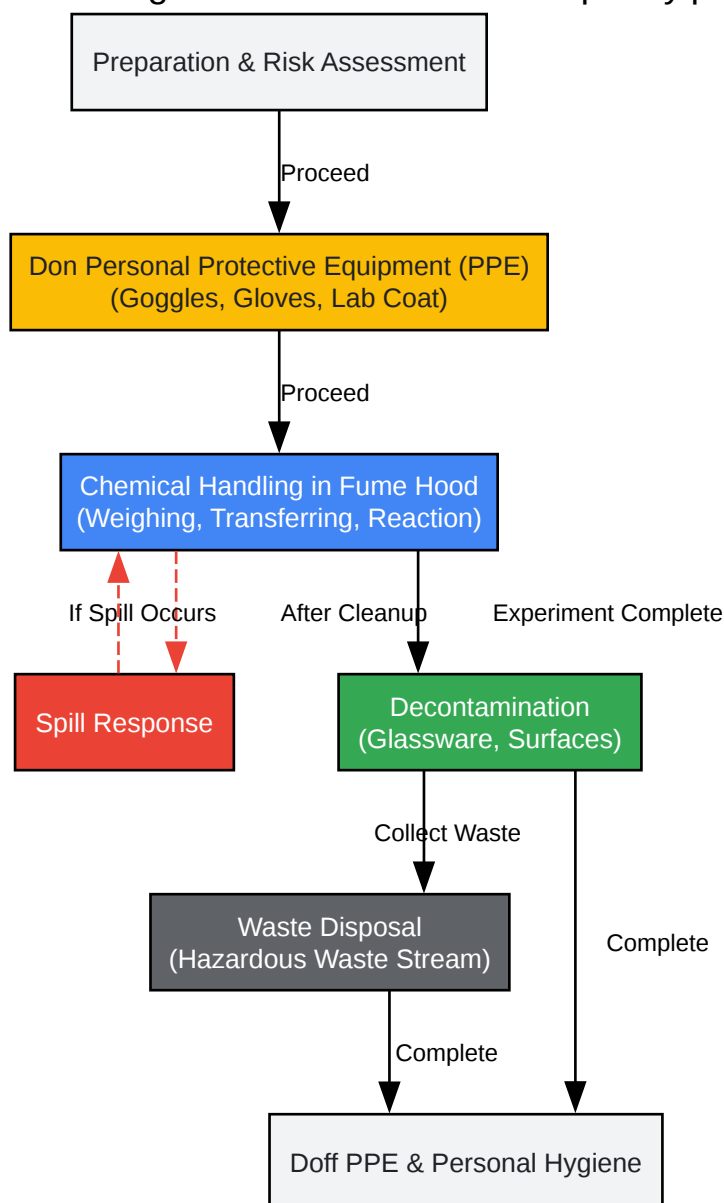 Preparation & Risk Assessment
Proceed
Don Personal Protective Equipment (PPE)
(Goggles, Gloves, Lab Coat)
Proceed
Chemical Handling in Fume Hood
(Weighing, Transferring, Reaction)
If Spill Occurs
After Cleanup
Experiment Complete
Spill Response
Decontamination
(Glassware, Surfaces)
Collect Waste
Waste Disposal
(Hazardous Waste Stream)
Complete
Complete
Doff PPE & Personal Hygiene